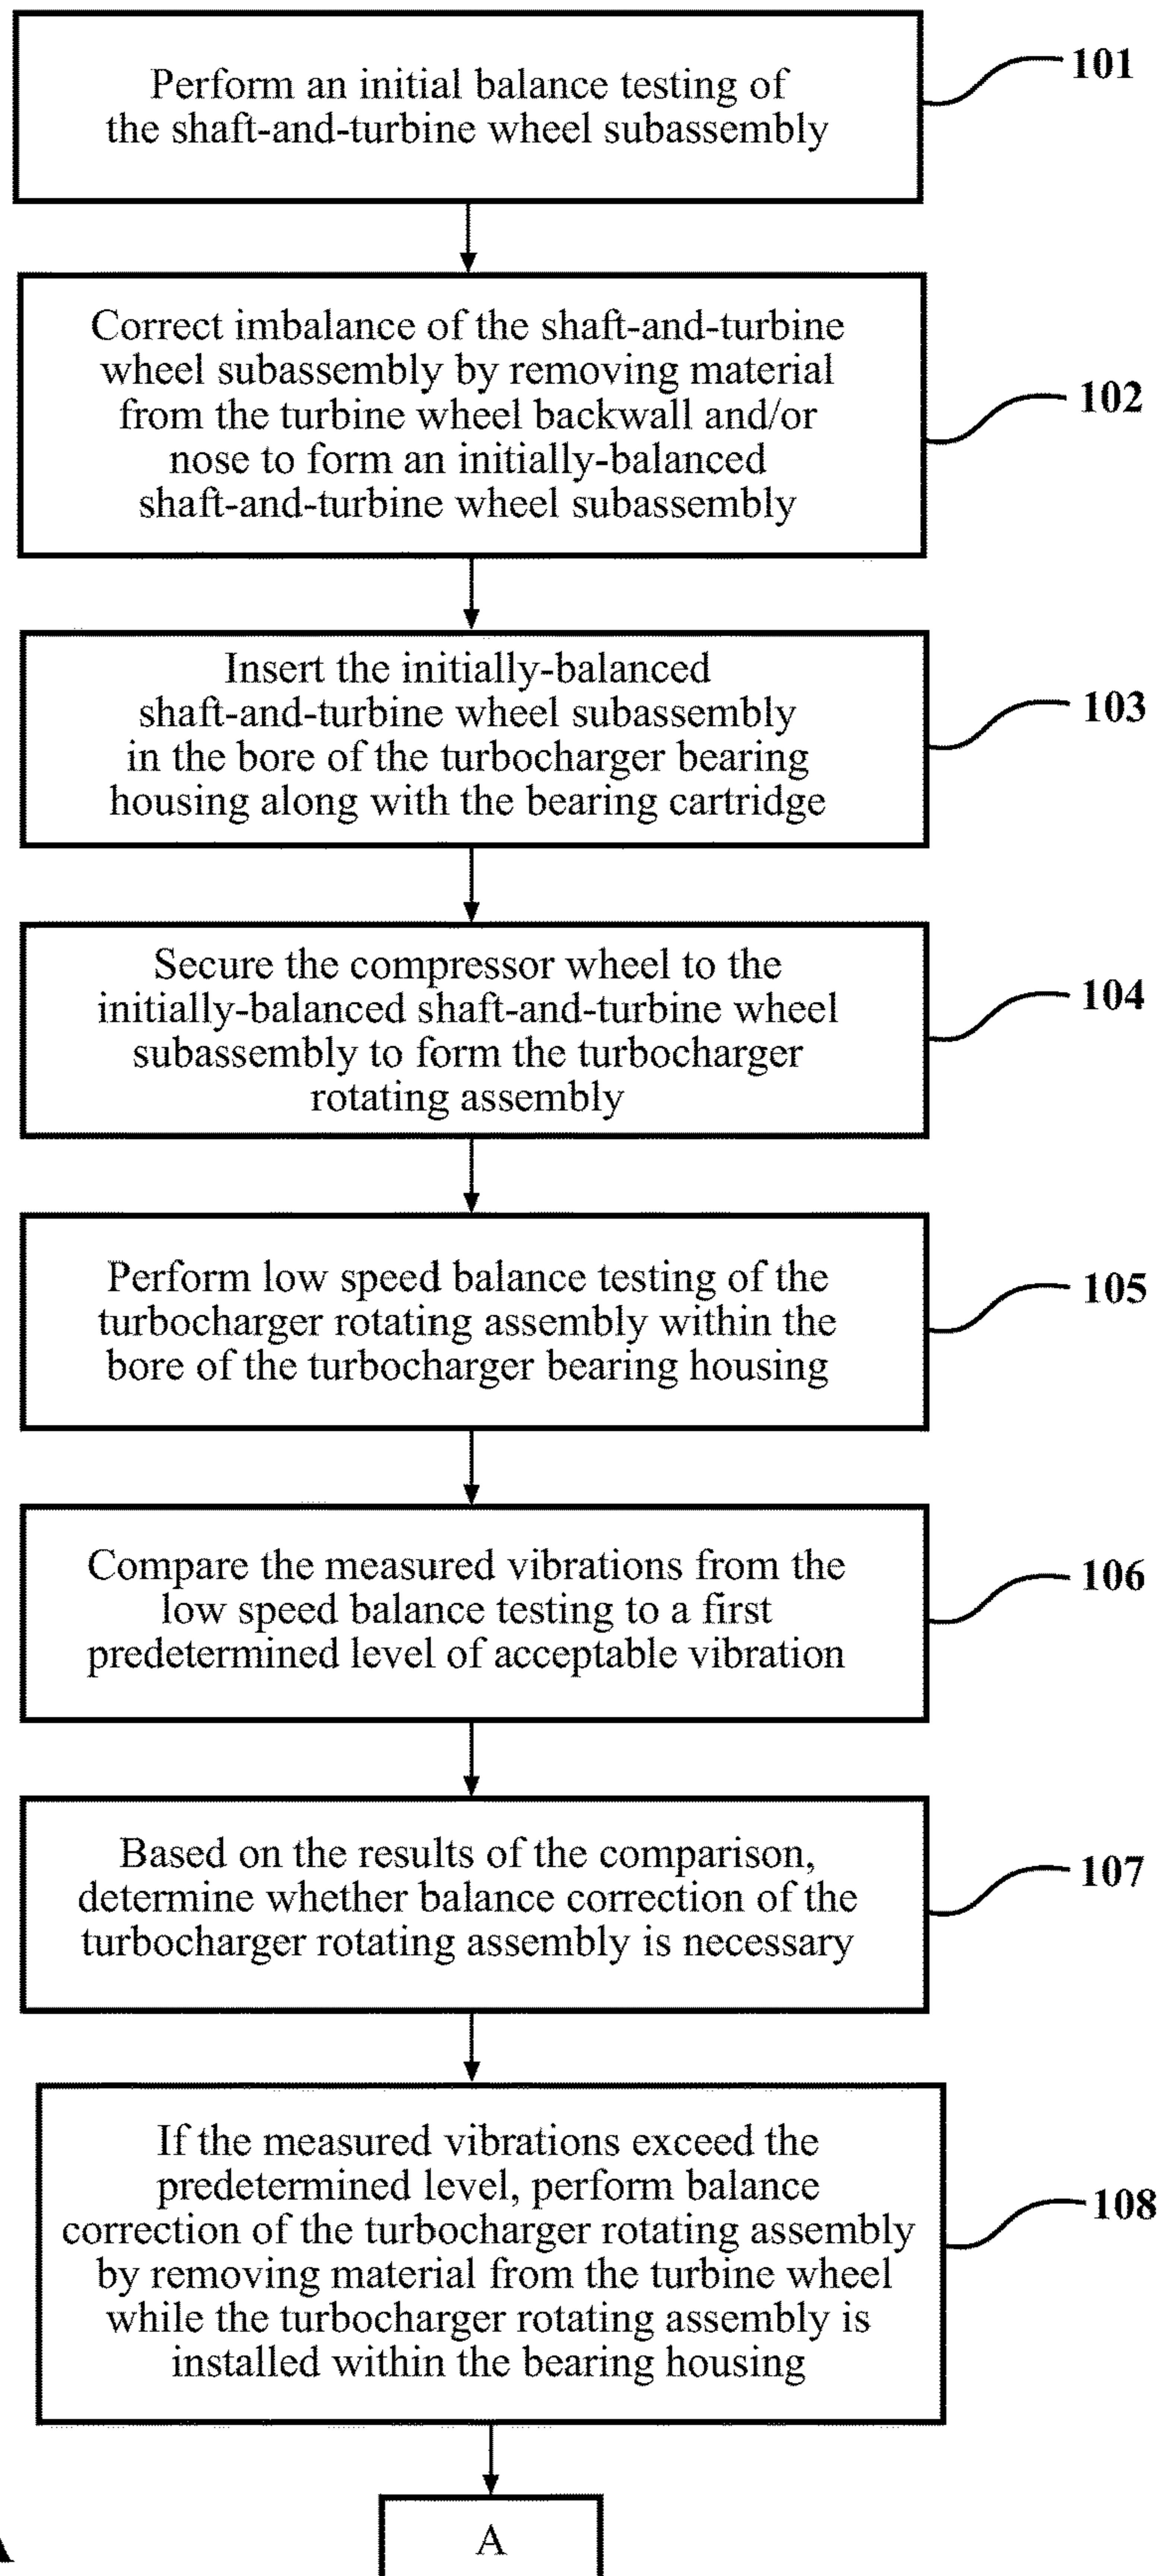 Perform an initial balance testing of
the shaft-and-turbine wheel subassembly
101
Correct imbalance of the shaft-and-turbine
wheel subassembly by removing material
from the turbine wheel backwall and/or
nose to form an initially-balanced
shaft-and-turbine wheel subassembly
102
Insert the initially-balanced
shaft-and-turbine wheel subassembly
in the bore of the turbocharger bearing
housing along with the bearing cartridge
103
Secure the compressor wheel to the
initially-balanced shaft-and-turbine wheel
subassembly to form the turbocharger
rotating assembly
104
Perform low speed balance testing of the
turbocharger rotating assembly within the
bore of the turbocharger bearing housing
105
Compare the measured vibrations from the
low speed balance testing to a first
predetermined level of acceptable vibration
106
Based on the results of the comparison,
determine whether balance correction of the
turbocharger rotating assembly is necessary
107
If the measured vibrations exceed the
predetermined level, perform balance
correction of the turbocharger rotating assembly
by removing material from the turbine wheel
while the turbocharger rotating assembly is
installed within the bearing housing
108
A